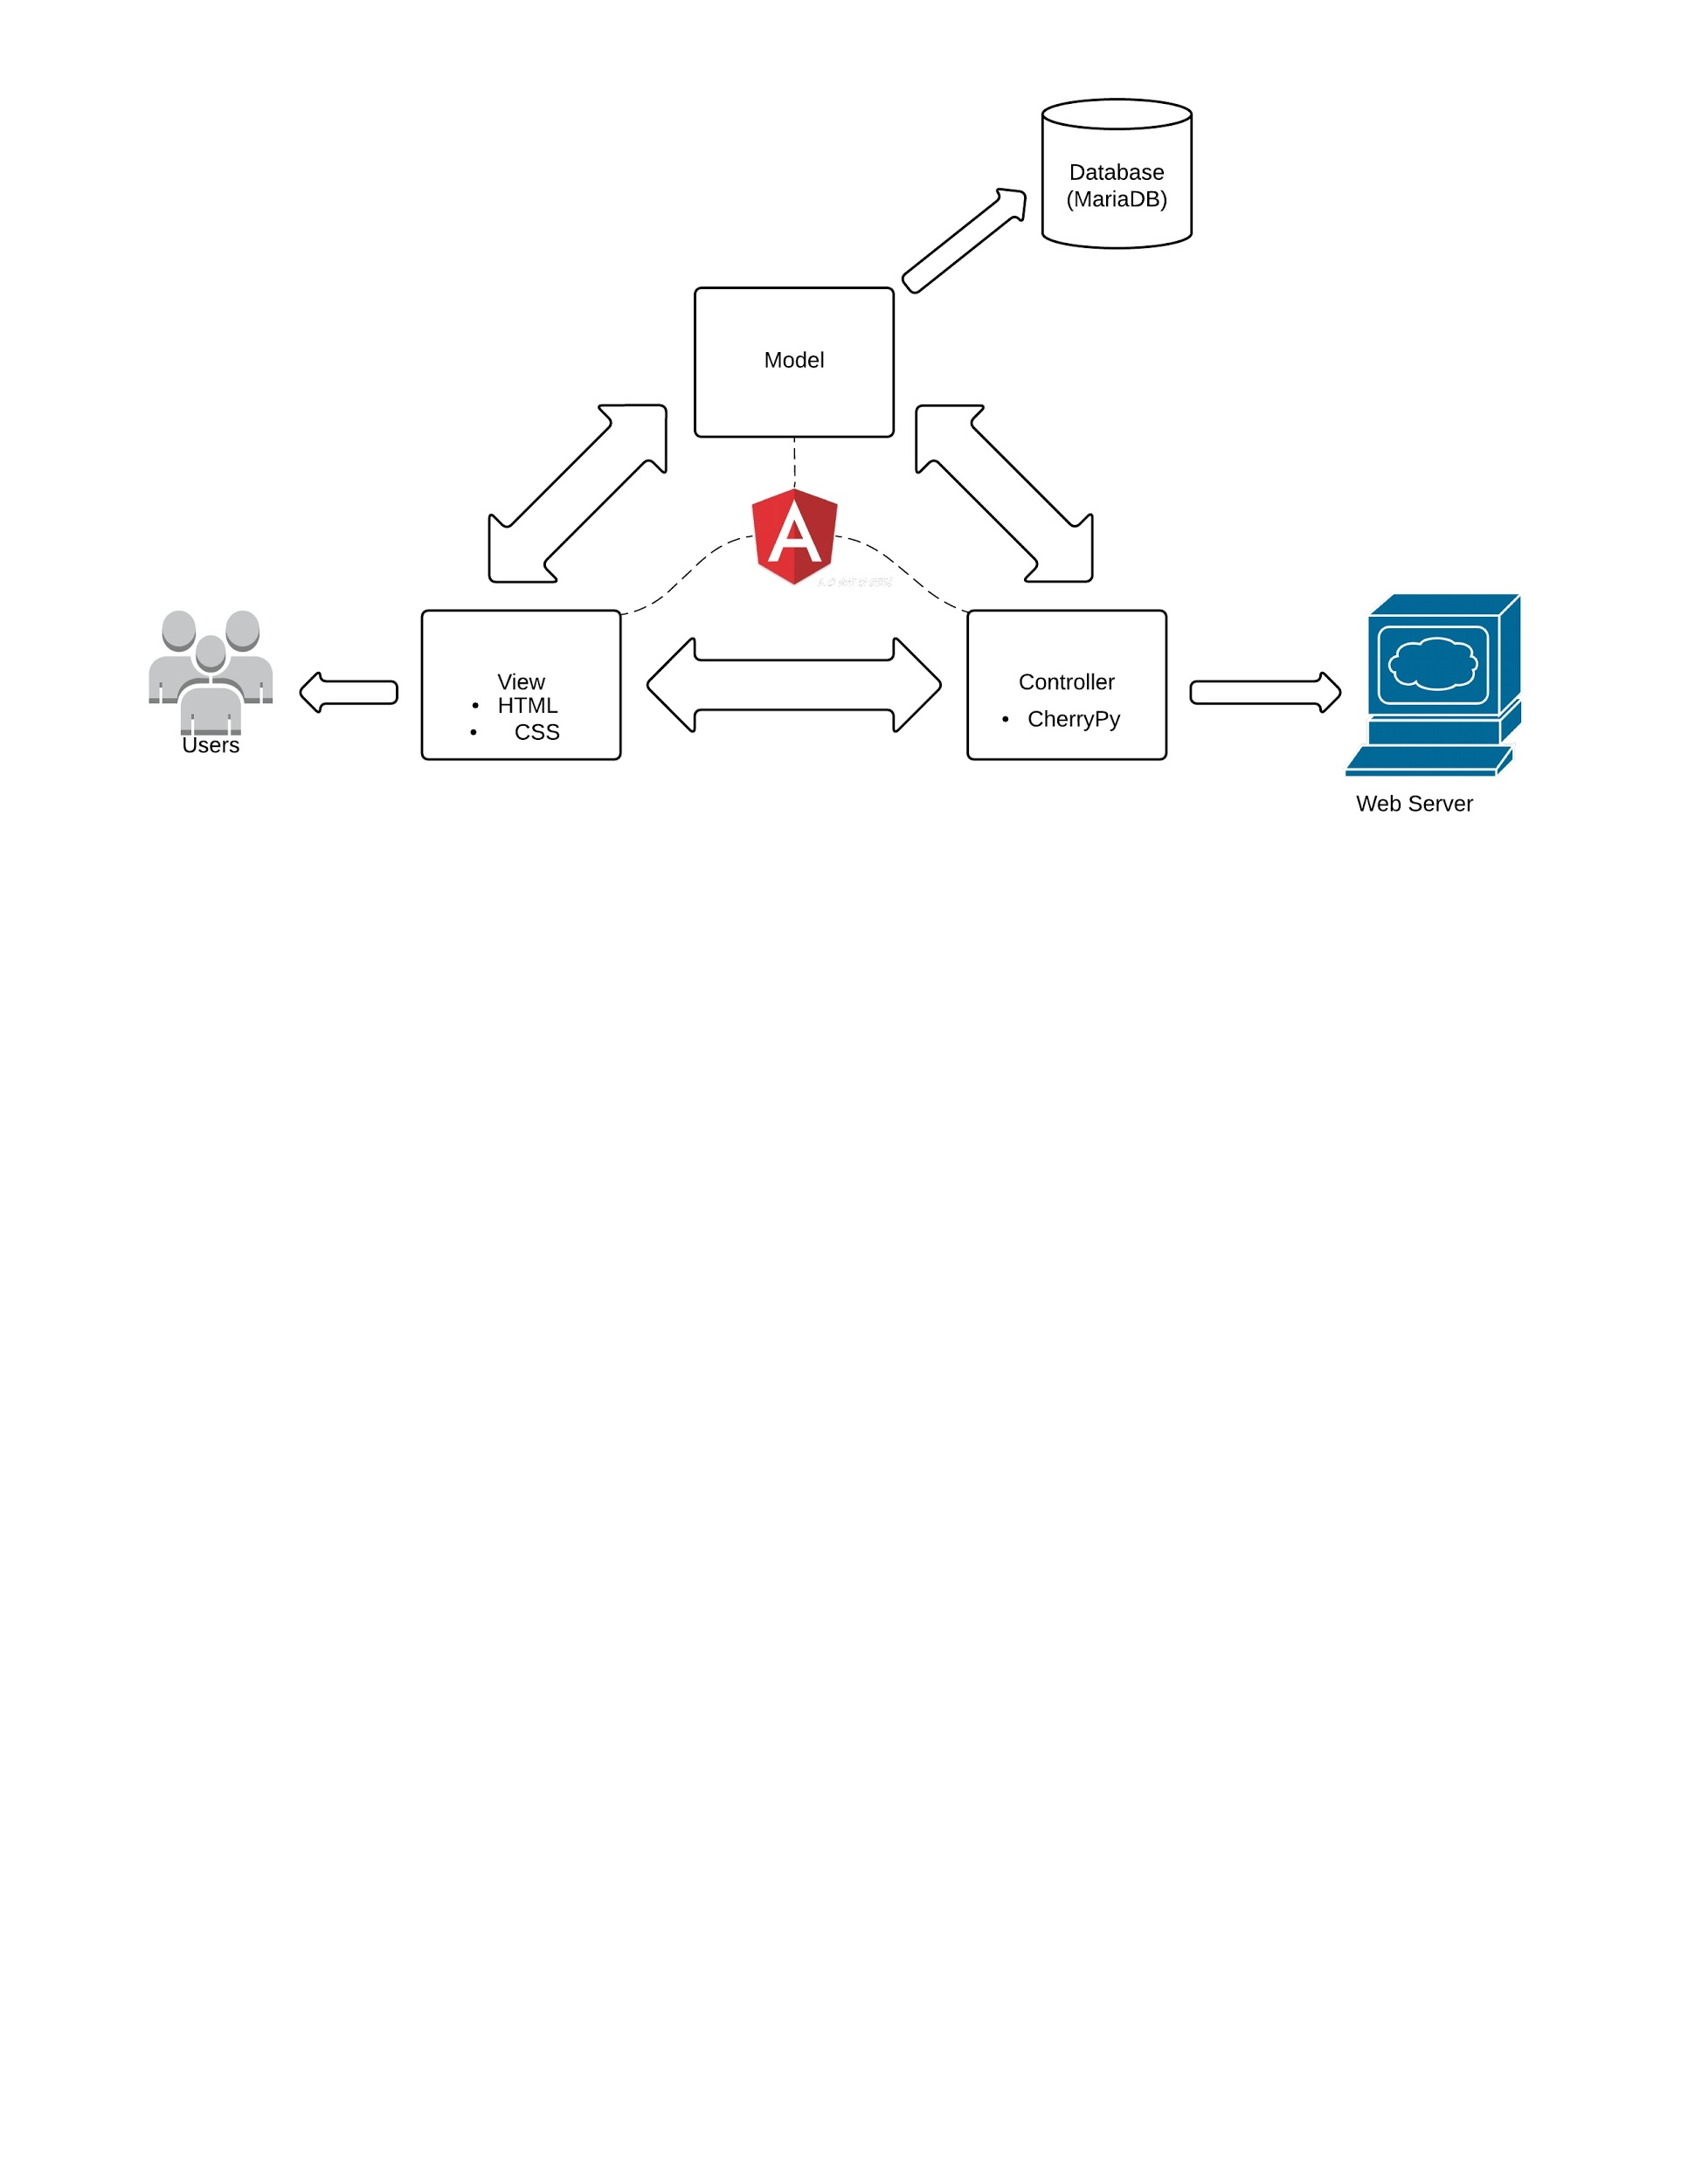 Database
(MariaDB)
Model
A
View
• HTML
• CSS
Controller
• CherryPy
Users
Web Server